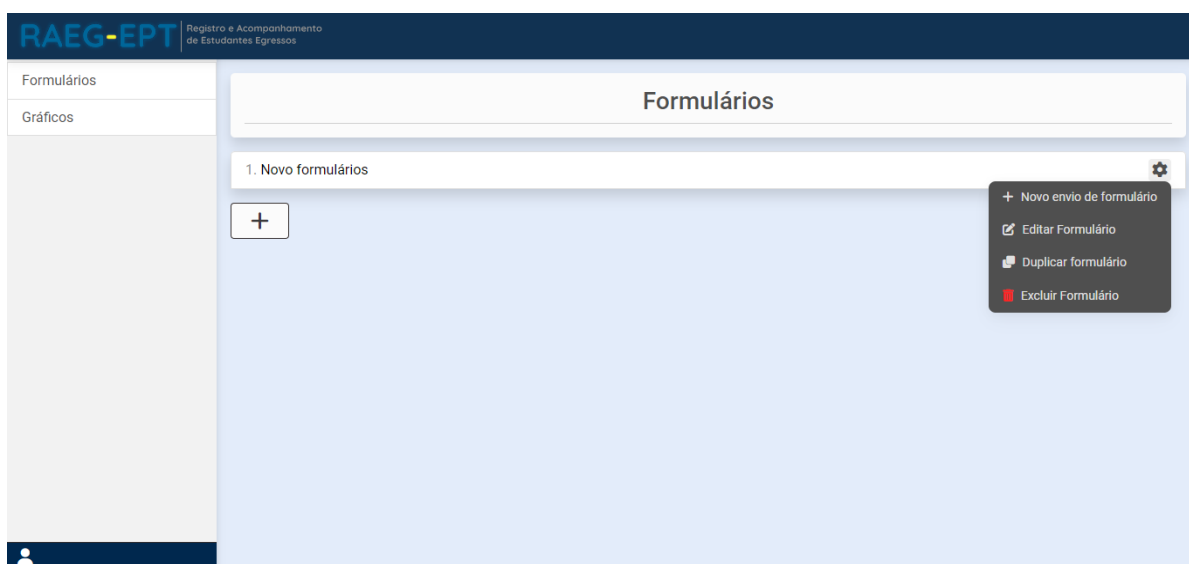 RAEG-EPT
Registro e Acompanhamento
de Estudantes Egressos
Formulários
Gráficos
Formulários
1. Novo formulários
Novo envio de formulário
Editar Formulário
Duplicar formulário
Excluir Formulário